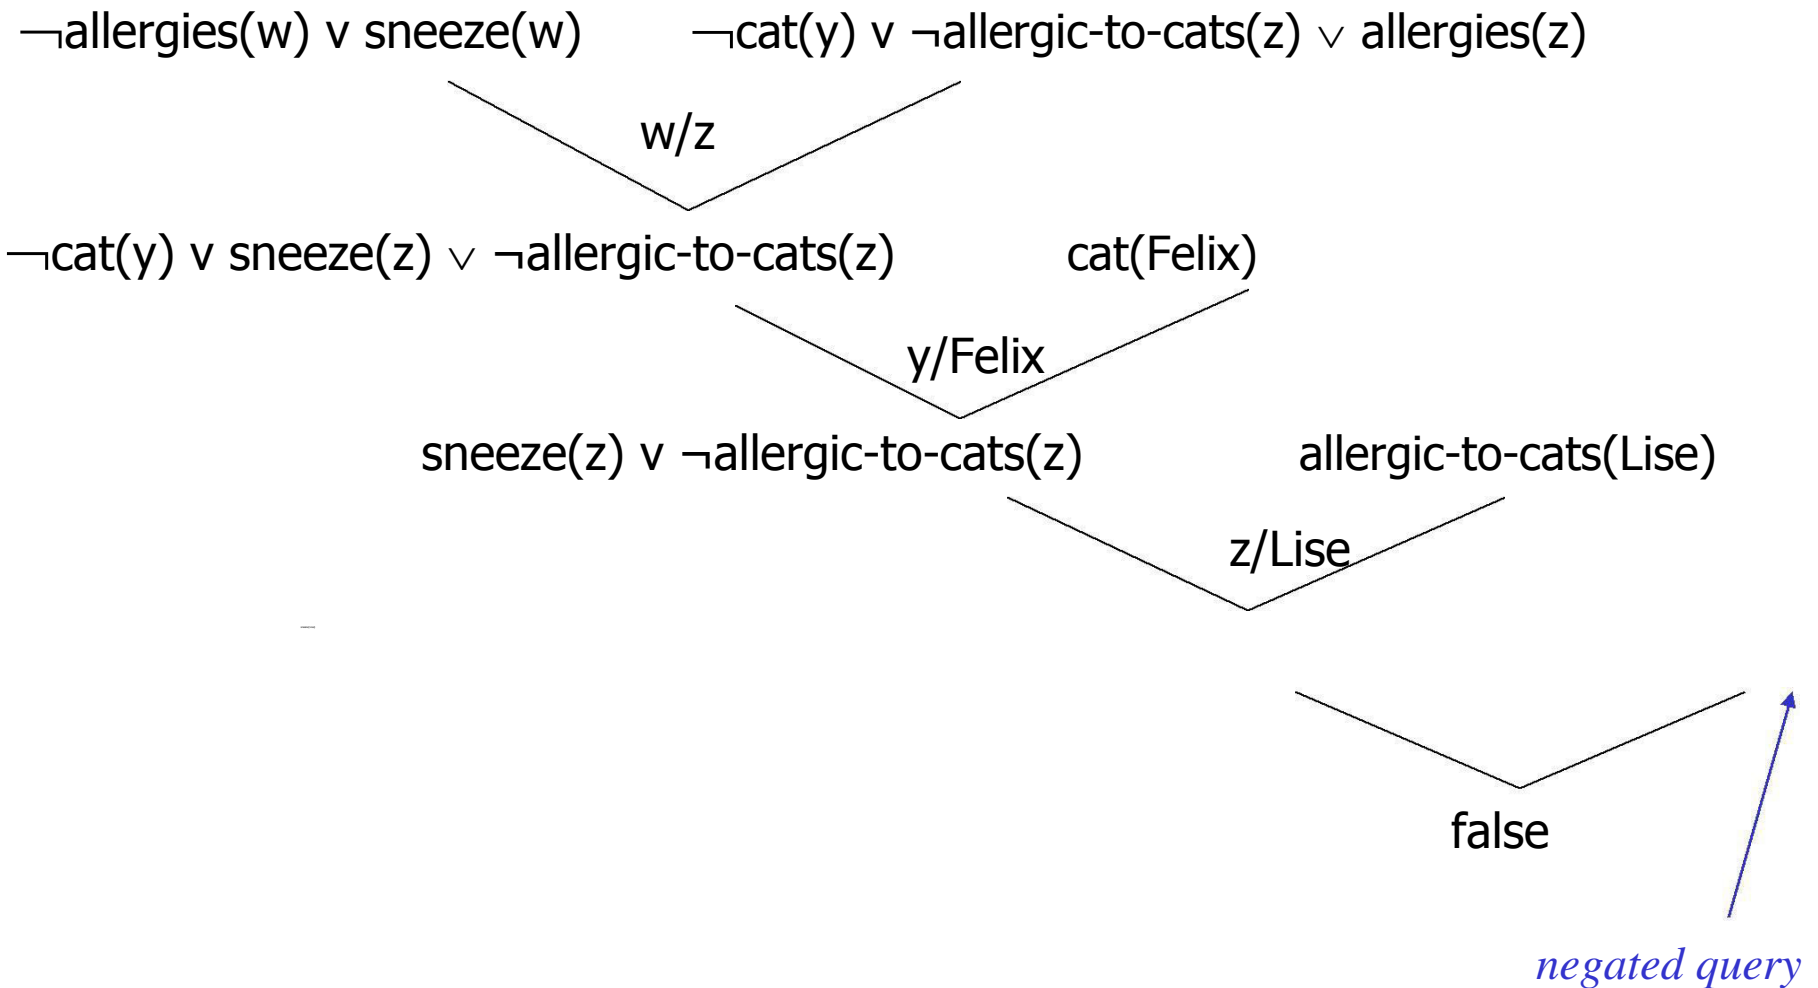 ¬allergies(w) v sneeze(w) ¬cat(y) v ¬allergic-to-cats(z) ∨ allergies(z)
w/z
¬cat(y) v sneeze(z) ∨ ¬allergic-to-cats(z) cat(Felix)
y/Felix
sneeze(z) v ¬allergic-to-cats(z) allergic-to-cats(Lise)
z/Lise
false
negated query